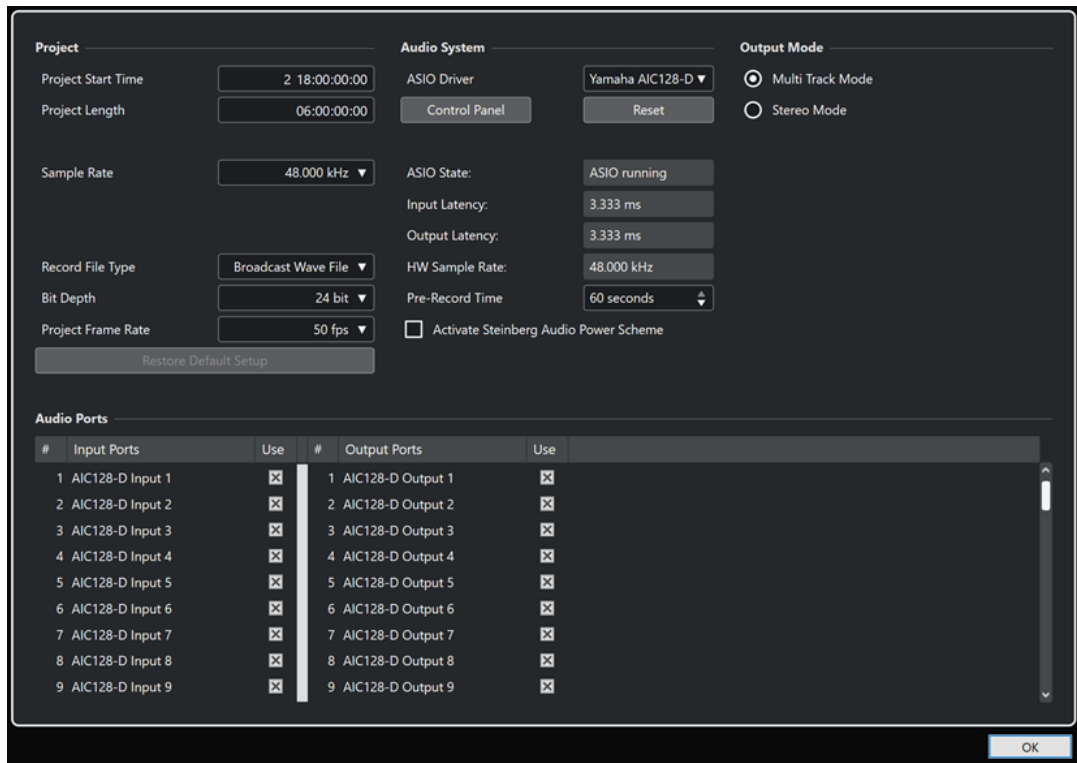 Project Audio System Output Mode
Project Start Time 2 18:00:00:00 ASIO Driver Yamaha AIC128-D Multi Track Mode
Project Length 06:00:00:00 Control Panel Reset Stereo Mode
Sample Rate 48.000 kHz ASIO State: ASIO running
Input Latency: 3.333 ms
Output Latency: 3.333 ms
Record File Type Broadcast Wave File HW Sample Rate: 48.000 kHz
Bit Depth 24 bit Pre-Record Time 60 seconds
Project Frame Rate 50 fps Activate Steinberg Audio Power Scheme
Restore Default Setup
Audio Ports
# Input Ports Use # Output Ports Use
1 AIC128-D Input 1 1 AIC128-D Output 1
2 AIC128-D Input 2 2 AIC128-D Output 2
3 AIC128-D Input 3 3 AIC128-D Output 3
4 AIC128-D Input 4 4 AIC128-D Output 4
5 AIC128-D Input 5 5 AIC128-D Output 5
6 AIC128-D Input 6 6 AIC128-D Output 6
7 AIC128-D Input 7 7 AIC128-D Output 7
8 AIC128-D Input 8 8 AIC128-D Output 8
9 AIC128-D Input 9 9 AIC128-D Output 9
OK